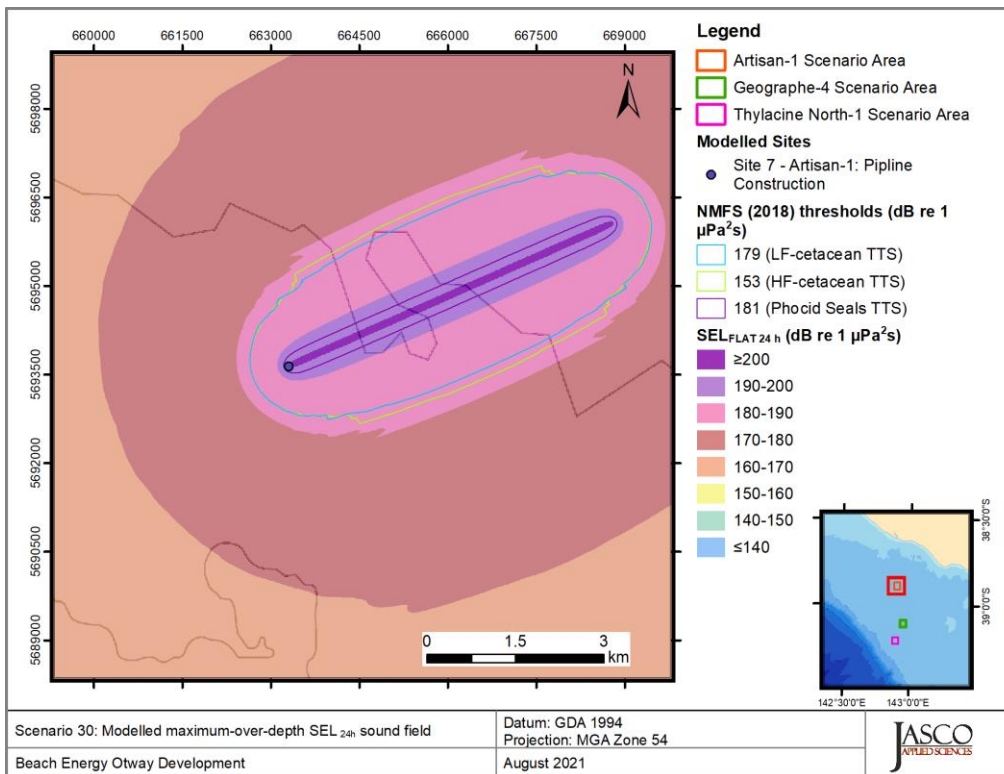 660000 661500 663000 664500 666000 667500 669000
5698000
5696500
5695000
5693500
5692000
5690500
5689000
N
0 1.5 3
km
Legend
Artisan-1 Scenario Area
Geographe-4 Scenario Area
Thylacine North-1 Scenario Area
Modelled Sites
Site 7 - Artisan-1: Pipline
Construction
NMFS (2018) thresholds (dB re 1
µPa²s)
179 (LF-cetacean TTS)
153 (HF-cetacean TTS)
181 (Phocid Seals TTS)
SEL FLAT 24 h (dB re 1 µPa²s)
≥200
190-200
180-190
170-180
160-170
150-160
140-150
≤140
38°30'S
39°0'S
142°30'0"E 143°0'0"E
Scenario 30: Modelled maximum-over-depth SEL 24h sound field
Beach Energy Otway Development
Datum: GDA 1994
Projection: MGA Zone 54
August 2021
JASCO
APPLIED SCIENCES